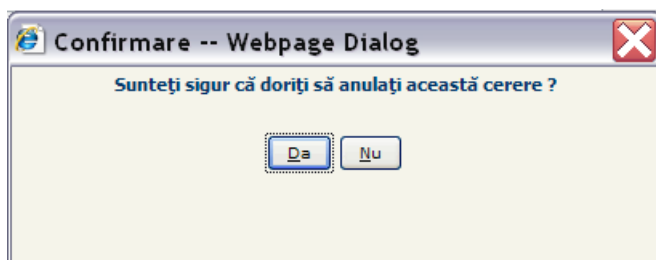 Confirmare -- Webpage Dialog
Sunteţi sigur că doriţi să anulaţi această cerere ?
Da Nu